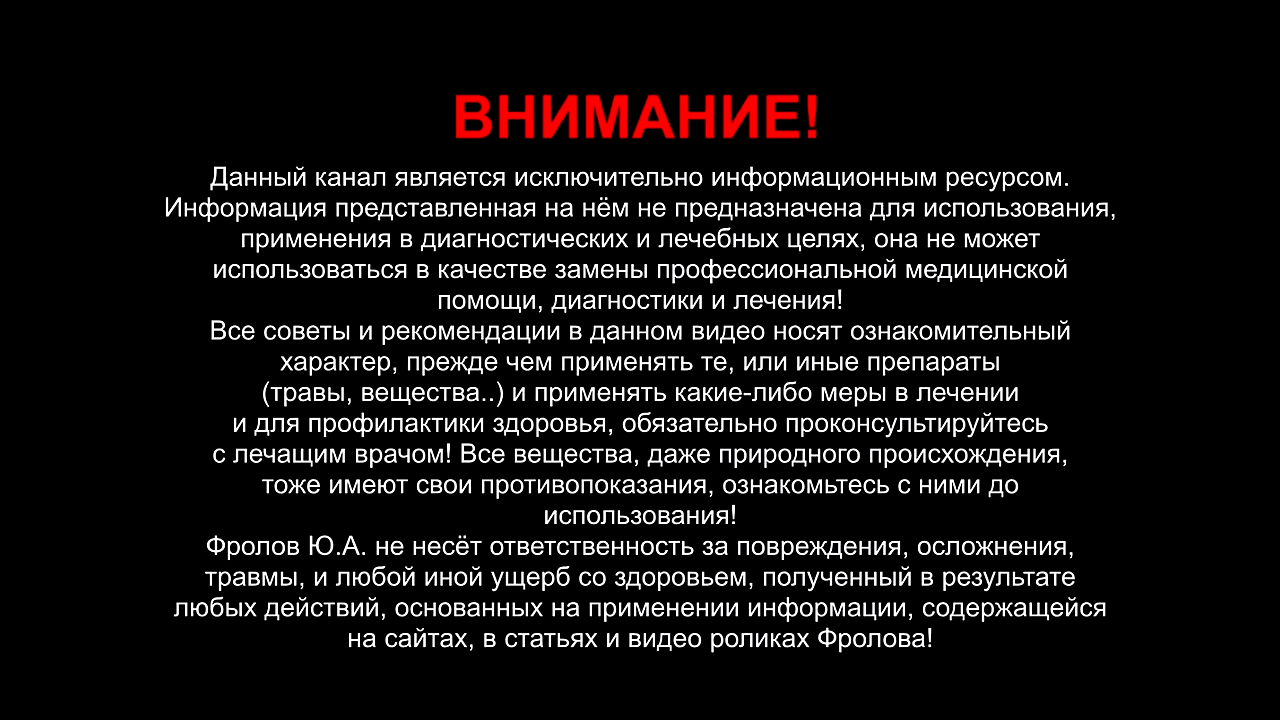 ВНИМАНИЕ!
Данный канал является исключительно информационным ресурсом.
Информация представленная на нём не предназначена для использования,
применения в диагностических и лечебных целях, она не может
использоваться в качестве замены профессиональной медицинской
помощи, диагностики и лечения!
Все советы и рекомендации в данном видео носят ознакомительный
характер, прежде чем применять те, или иные препараты
(травы, вещества..) и применять какие-либо меры в лечении
и для профилактики здоровья, обязательно проконсультируйтесь
с лечащим врачом! Все вещества, даже природного происхождения,
тоже имеют свои противопоказания, ознакомьтесь с ними до
использования!
Фролов Ю.А. не несёт ответственность за повреждения, осложнения,
травмы, и любой иной ущерб со здоровьем, полученный в результате
любых действий, основанных на применении информации, содержащейся
на сайтах, в статьях и видео роликах Фролова!